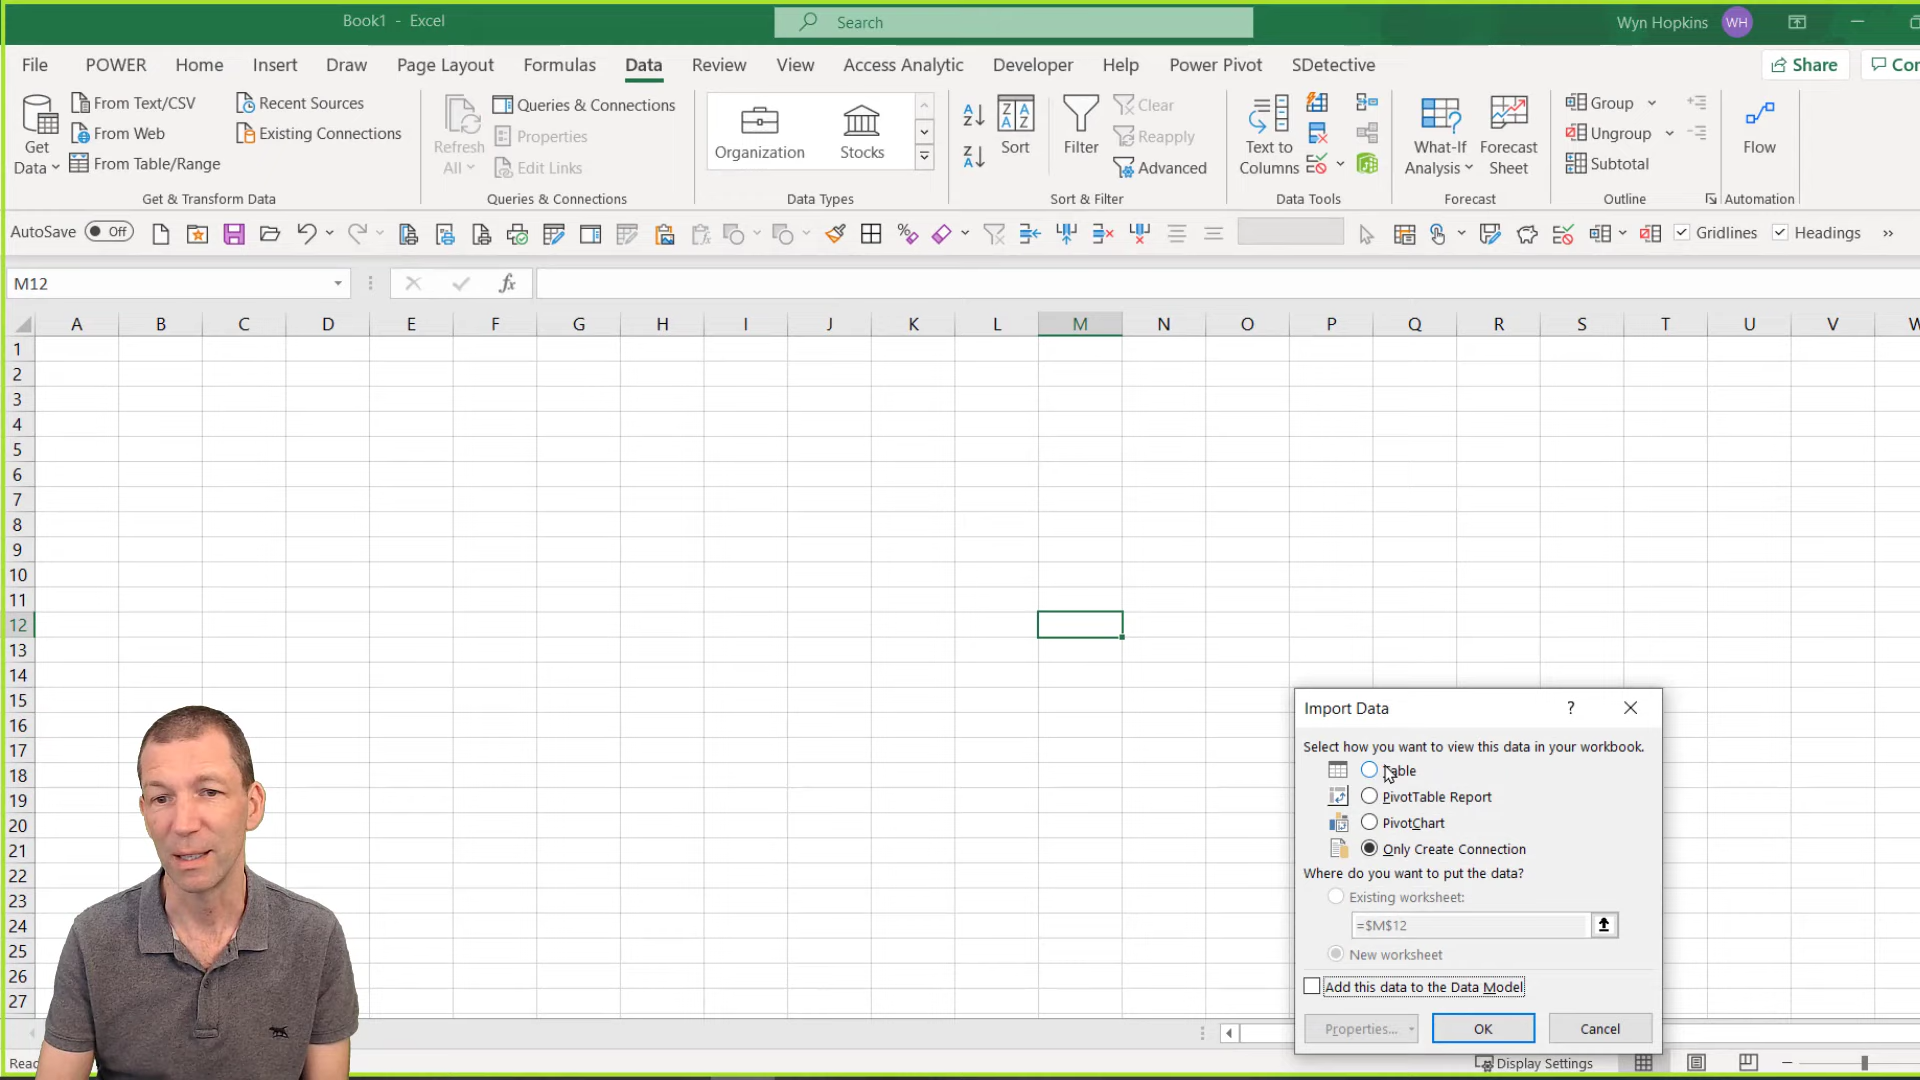 Book1 - Excel
Search
Wyn Hopkins
WH
File
POWER
Home
Insert
Draw
Page Layout
Formulas
Data
Review
View
Access Analytic
Developer
Help
Power Pivot
SDetective
Share
Get Data
From Text/CSV
From Web
From Table/Range
Recent Sources
Existing Connections
Get & Transform Data
Refresh All
Queries & Connections
Properties
Edit Links
Queries & Connections
Organization
Stocks
Data Types
Sort
Filter
Clear
Reapply
Advanced
Sort & Filter
Text to Columns
Data Tools
What-If Analysis
Forecast Sheet
Forecast
Group
Ungroup
Subtotal
Outline
Flow
Automation
AutoSave Off
Gridlines
Headings
M12
fx
A B C D E F G H I J K L M N O P Q R S T U V W
1
2
3
4
5
6
7
8
9
10
11
12
13
14
15
16
17
18
19
20
21
22
23
24
25
26
27
Import Data ?
Select how you want to view this data in your workbook.
Table
PivotTable Report
PivotChart
Only Create Connection
Where do you want to put the data?
Existing worksheet:
=$M$12
New worksheet
Add this data to the Data Model
Properties...
OK
Cancel
Display Settings